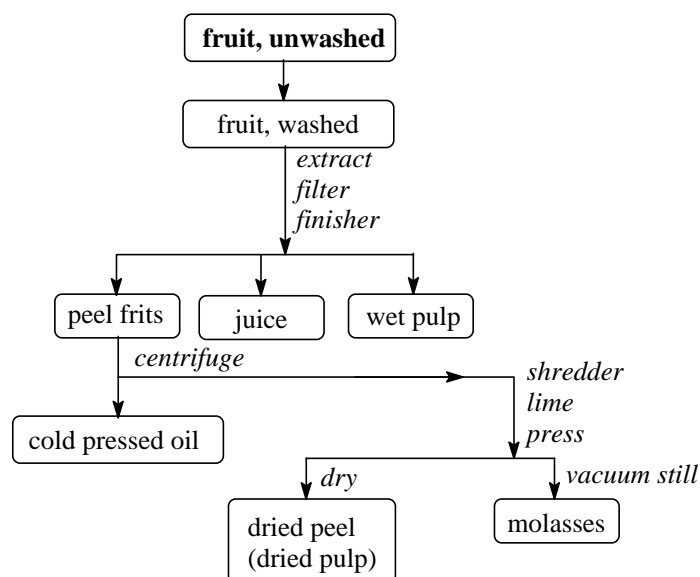 fruit, unwashed
fruit, washed
extract
filter
finisher
peel frits
juice
wet pulp
centrifuge
shredder
lime
press
cold pressed oil
dry
vacuum still
dried peel
(dried pulp)
molasses